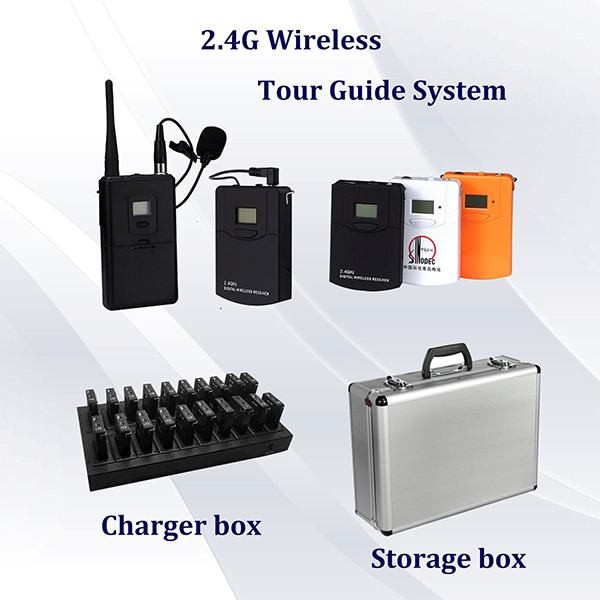 2.4G Wireless
Tour Guide System
2.4GHz
DIGITAL WIRELESS RECEIVER
2.4GHz
DIGITAL WIRELESS RECEIVER
SINODEC
Charger box
Storage box